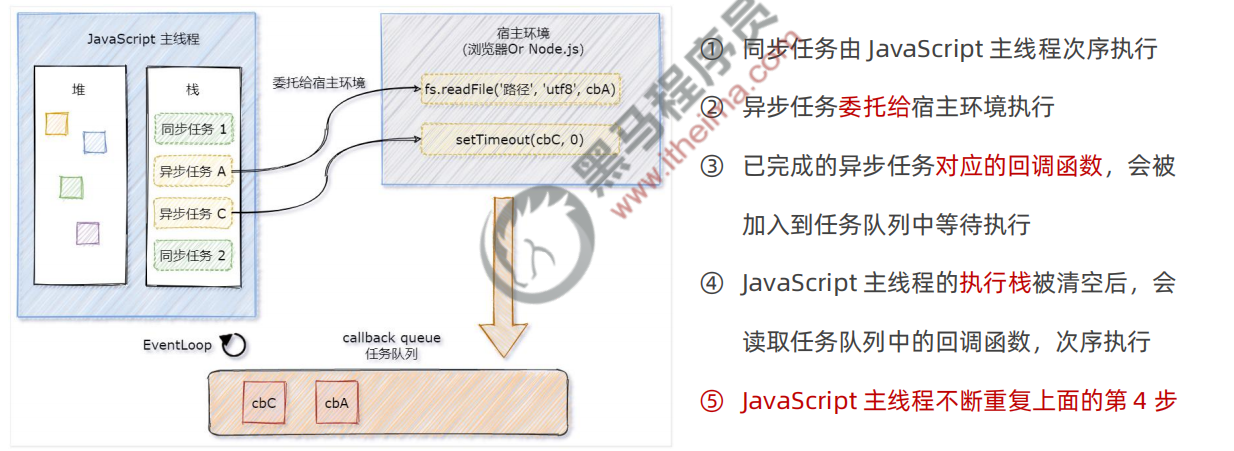 JavaScript 主线程
堆
栈
同步任务 1
异步任务 A
异步任务 C
同步任务 2
委托给宿主环境
宿主环境
(浏览器Or Node.js)
fs.readFile('路径', 'utf8', cbA)
setTimeout(cbC, 0)
EventLoop
callback queue
任务队列
cbC
cbA
黑马程序员
www.itheima.com
① 同步任务由 JavaScript 主线程次序执行
② 异步任务委托给宿主环境执行
③ 已完成的异步任务对应的回调函数，会被
加入到任务队列中等待执行
④ JavaScript 主线程的执行栈被清空后，会
读取任务队列中的回调函数，次序执行
⑤ JavaScript 主线程不断重复上面的第 4 步